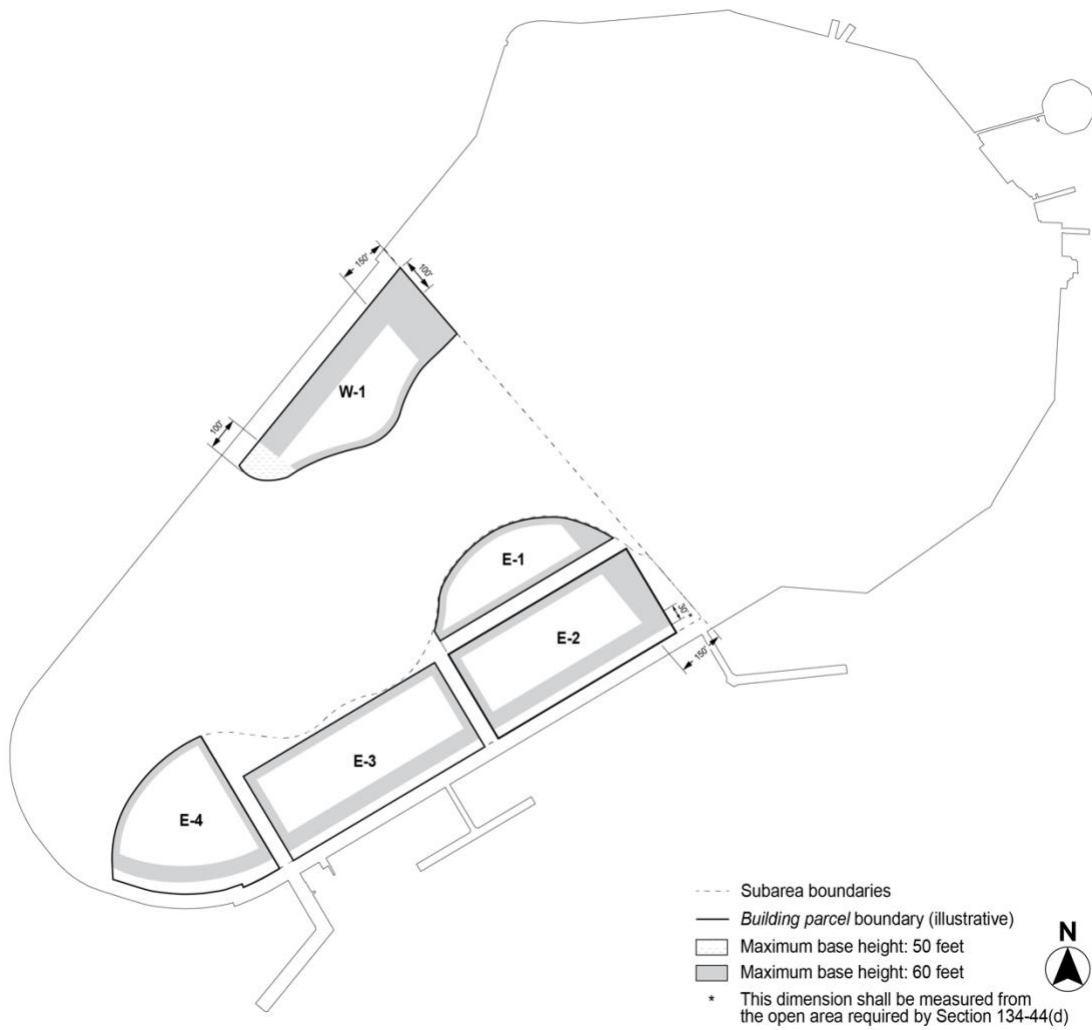 150'
100'
W-1
100'
E-1
30'*
E-2
150'
E-3
E-4
Subarea boundaries
Building parcel boundary (illustrative)
Maximum base height: 50 feet
Maximum base height: 60 feet
* This dimension shall be measured from
the open area required by Section 134-44(d)
N